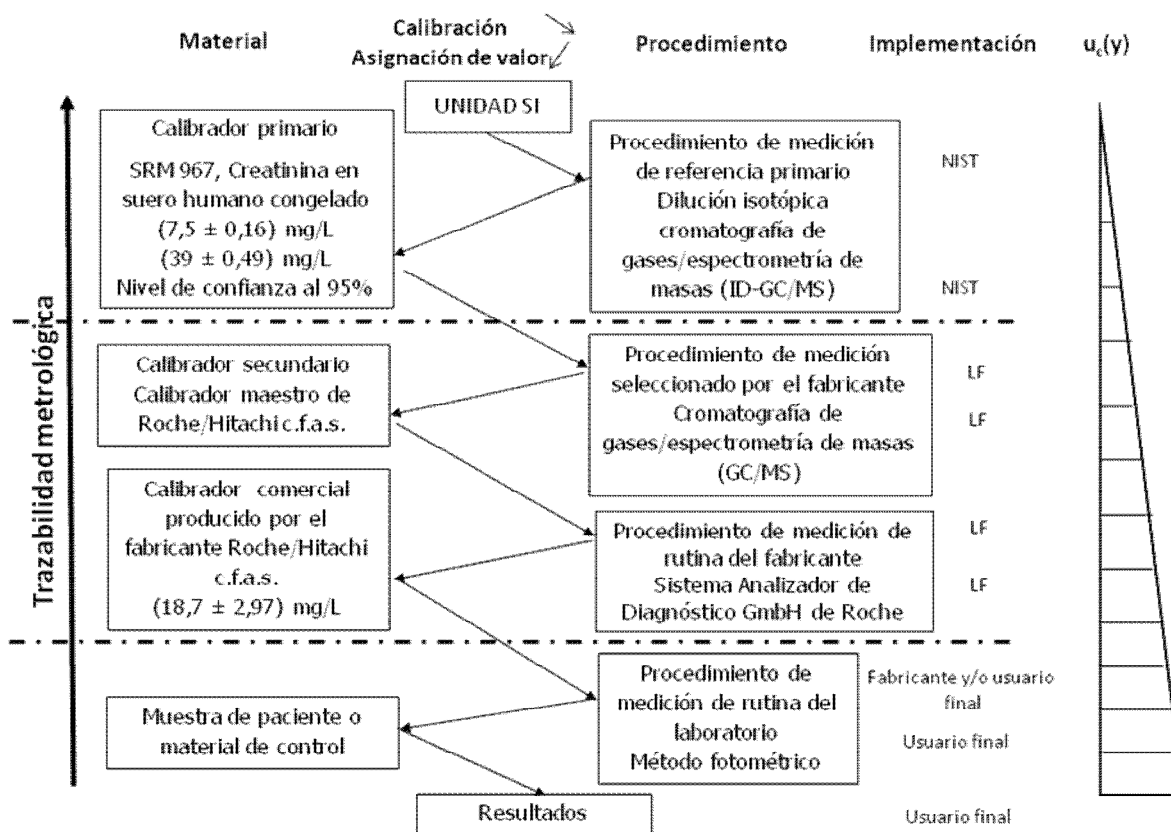 Material
Calibración
Asignación de valor
Procedimiento
Implementación
u_c(y)
Trazabilidad metrológica
UNIDAD SI
Calibrador primario
SRM 967, Creatinina en
suero humano congelado
(7,5 ± 0,16) mg/L
(39 ± 0,49) mg/L
Nivel de confianza al 95%
Procedimiento de medición
de referencia primario
Dilución isotópica
cromatografía de
gases/espectrometría de
masas (ID-GC/MS)
NIST
NIST
Calibrador secundario
Calibrador maestro de
Roche/Hitachi c.f.a.s.
Procedimiento de medición
seleccionado por el fabricante
Cromatografía de
gases/espectrometría de masas
(GC/MS)
LF
LF
Calibrador comercial
producido por el
fabricante Roche/Hitachi
c.f.a.s.
(18,7 ± 2,97) mg/L
Procedimiento de medición de
rutina del fabricante
Sistema Analizador de
Diagnóstico GmbH de Roche
LF
LF
Muestra de paciente o
material de control
Procedimiento de
medición de rutina del
laboratorio
Método fotométrico
Fabricante y/o usuario
final
Usuario final
Resultados
Usuario final